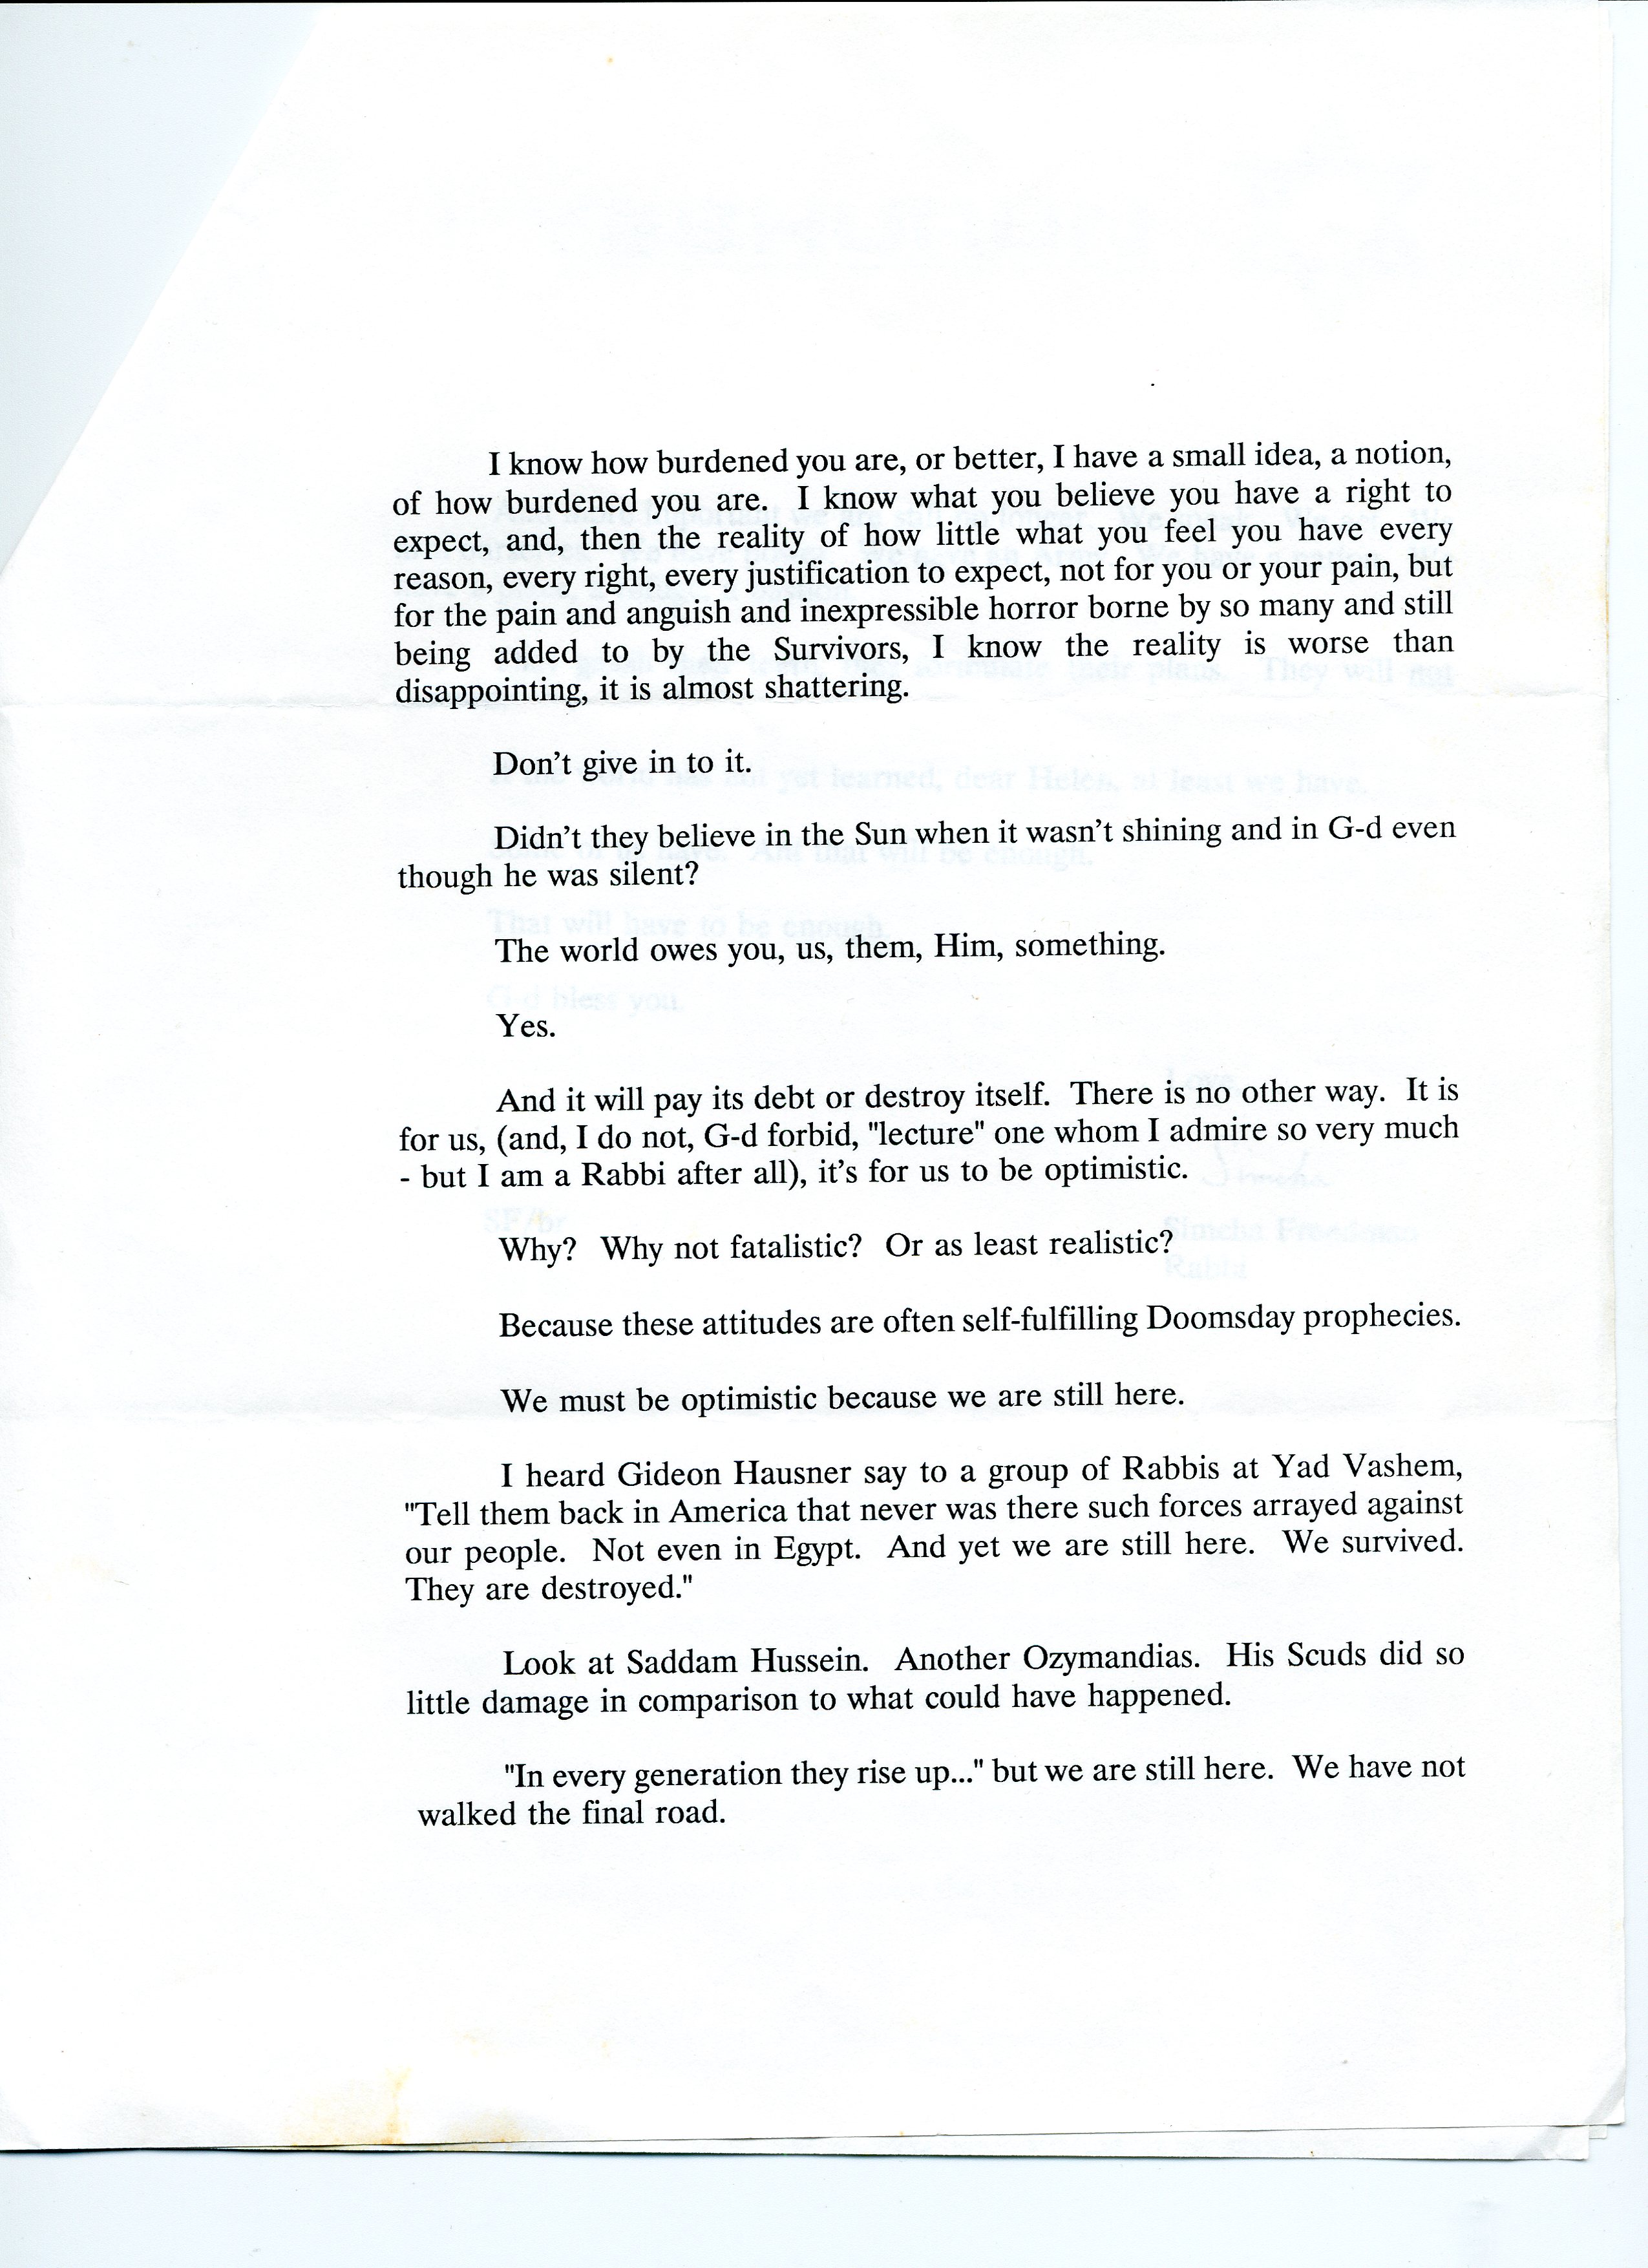 I know how burdened you are, or better, I have a small idea, a notion,
of how burdened you are. I know what you believe you have a right to
expect, and, then the reality of how little what you feel you have every
reason, every right, every justification to expect, not for you or your pain, but
for the pain and anguish and inexpressible horror borne by so many and still
being added to by the Survivors, I know the reality is worse than
disappointing, it is almost shattering.
Don't give in to it.
Didn't they believe in the Sun when it wasn't shining and in G-d even
though he was silent?
The world owes you, us, them, Him, something.
Yes.
And it will pay its debt or destroy itself. There is no other way. It is
for us, (and, I do not, G-d forbid, "lecture" one whom I admire so very much
- but I am a Rabbi after all), it's for us to be optimistic.
Why? Why not fatalistic? Or as least realistic?
Because these attitudes are often self-fulfilling Doomsday prophecies.
We must be optimistic because we are still here.
I heard Gideon Hausner say to a group of Rabbis at Yad Vashem,
"Tell them back in America that never was there such forces arrayed against
our people. Not even in Egypt. And yet we are still here. We survived.
They are destroyed."
Look at Saddam Hussein. Another Ozymandias. His Scuds did so
little damage in comparison to what could have happened.
"In every generation they rise up..." but we are still here. We have not
walked the final road.